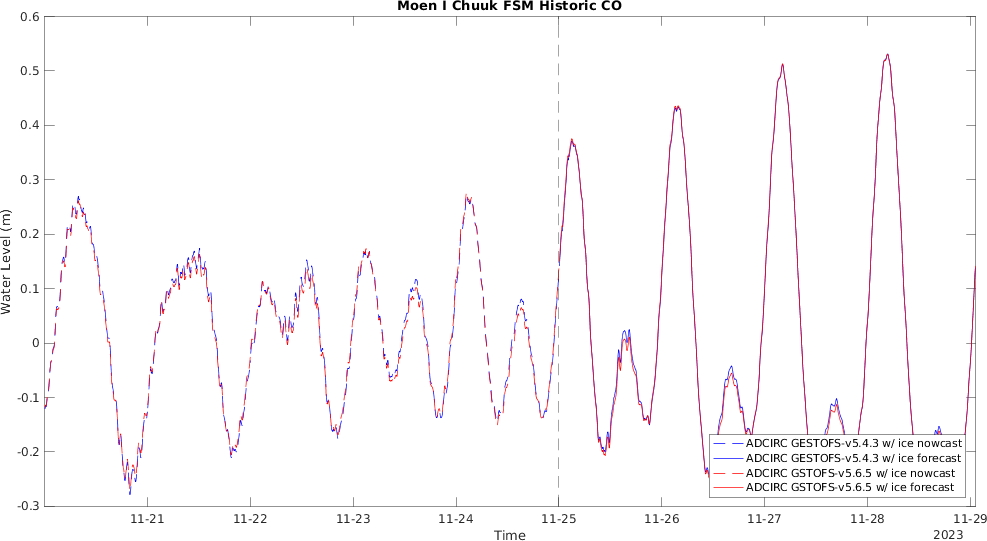 Moen I Chuuk FSM Historic CO
0.6
0.5
0.4
0.3
0.2
0.1
0
-0.1
-0.2
-0.3
Water Level (m)
ADCIRC GESTOFS-v5.4.3 w/ ice nowcast
ADCIRC GESTOFS-v5.4.3 w/ ice forecast
ADCIRC GSTOFS-v5.6.5 w/ ice nowcast
ADCIRC GSTOFS-v5.6.5 w/ ice forecast
11-21 11-22 11-23 11-24 11-25 11-26 11-27 11-28 11-29
Time
2023